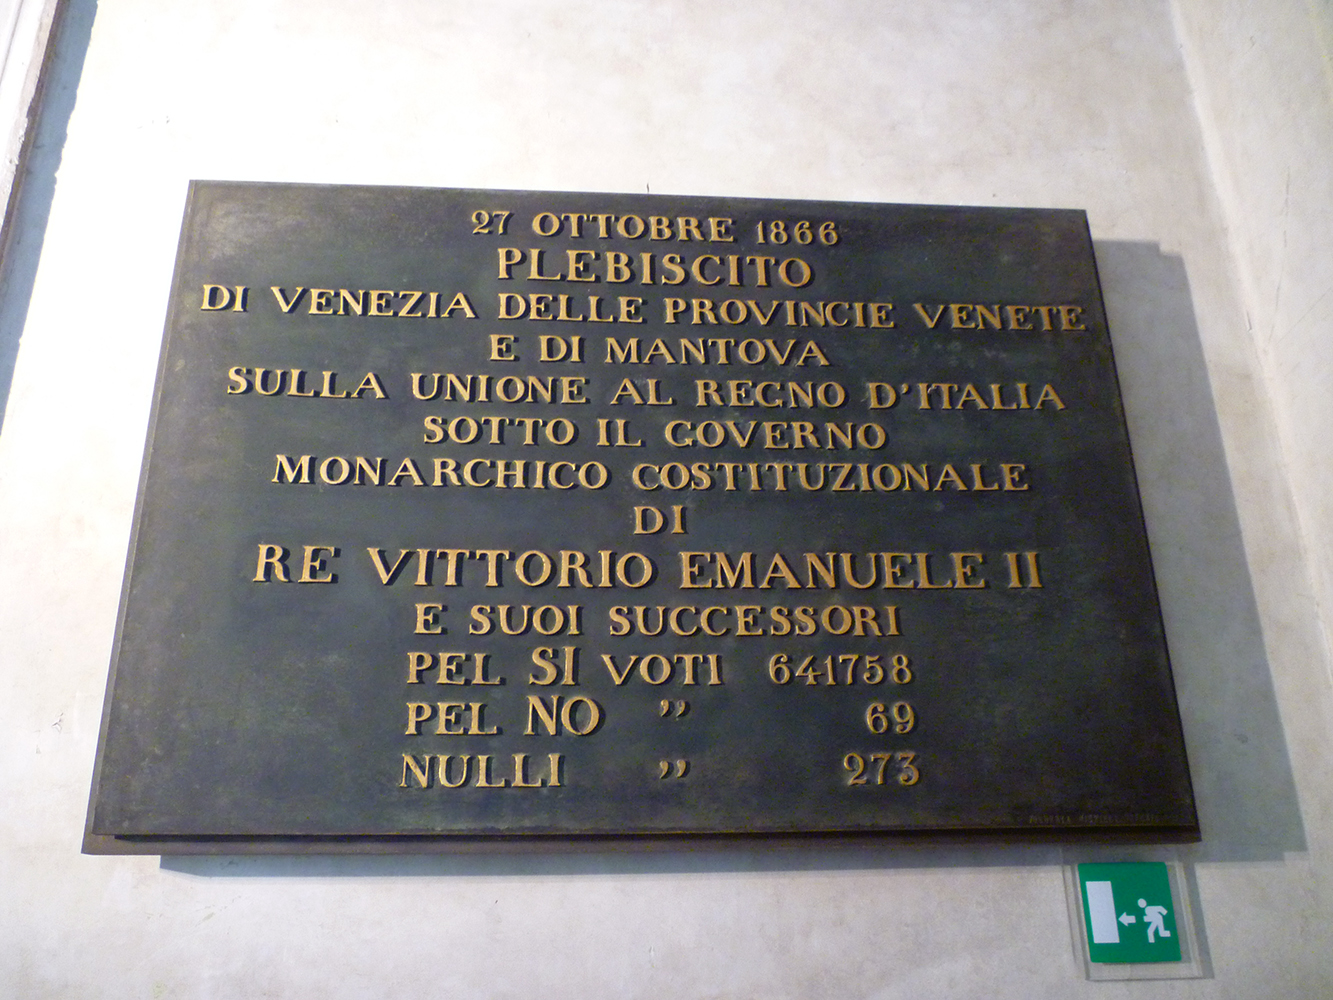 27 OTTOBRE 1866
PLEBISCITO
DI VENEZIA DELLE PROVINCIE VENETE
E DI MANTOVA
SULLA UNIONE AL REGNO D'ITALIA
SOTTO IL GOVERNO
MONARCHICO COSTITUZIONALE
DI
RE VITTORIO EMANUELE II
E SUOI SUCCESSORI
PEL SI VOTI 641758
PEL NO ,, 69
NULLI ,, 273